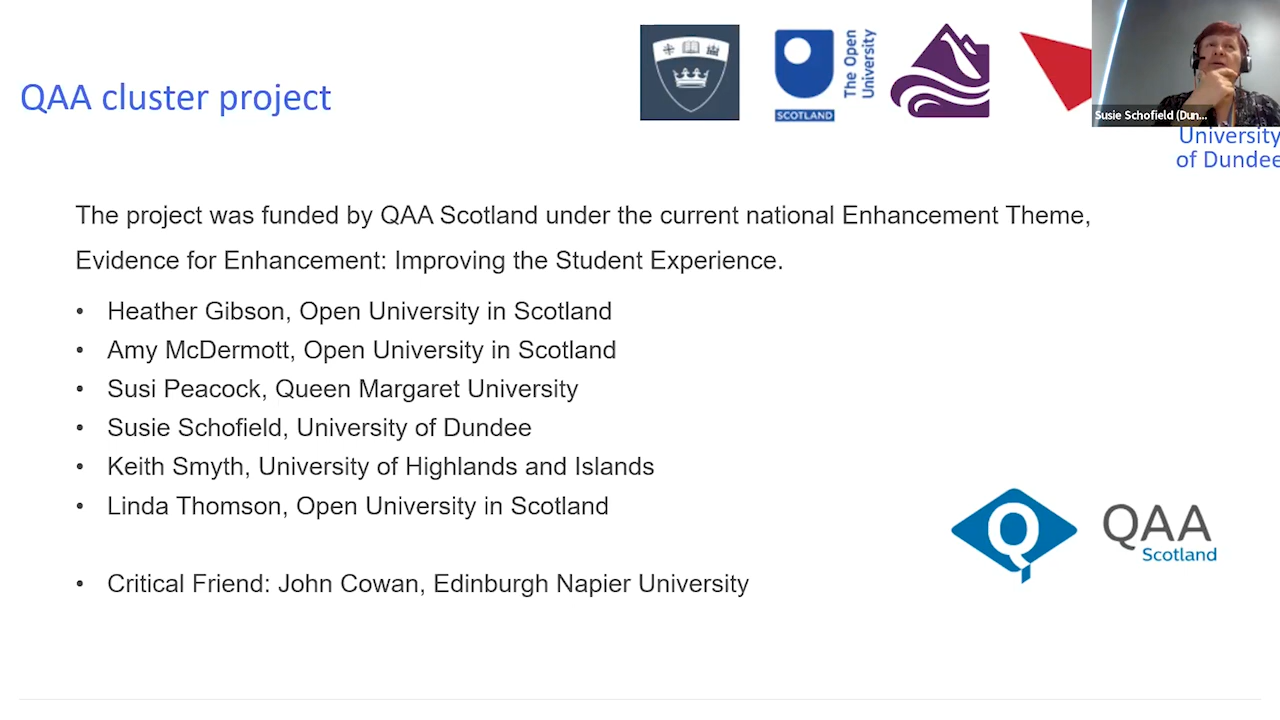 QAA cluster project
SCOTLAND
The Open
University
Susie Schofield (Dun...
University
of Dundee
The project was funded by QAA Scotland under the current national Enhancement Theme,
Evidence for Enhancement: Improving the Student Experience.
• Heather Gibson, Open University in Scotland
• Amy McDermott, Open University in Scotland
• Susi Peacock, Queen Margaret University
• Susie Schofield, University of Dundee
• Keith Smyth, University of Highlands and Islands
• Linda Thomson, Open University in Scotland
• Critical Friend: John Cowan, Edinburgh Napier University
Q
QAA
Scotland